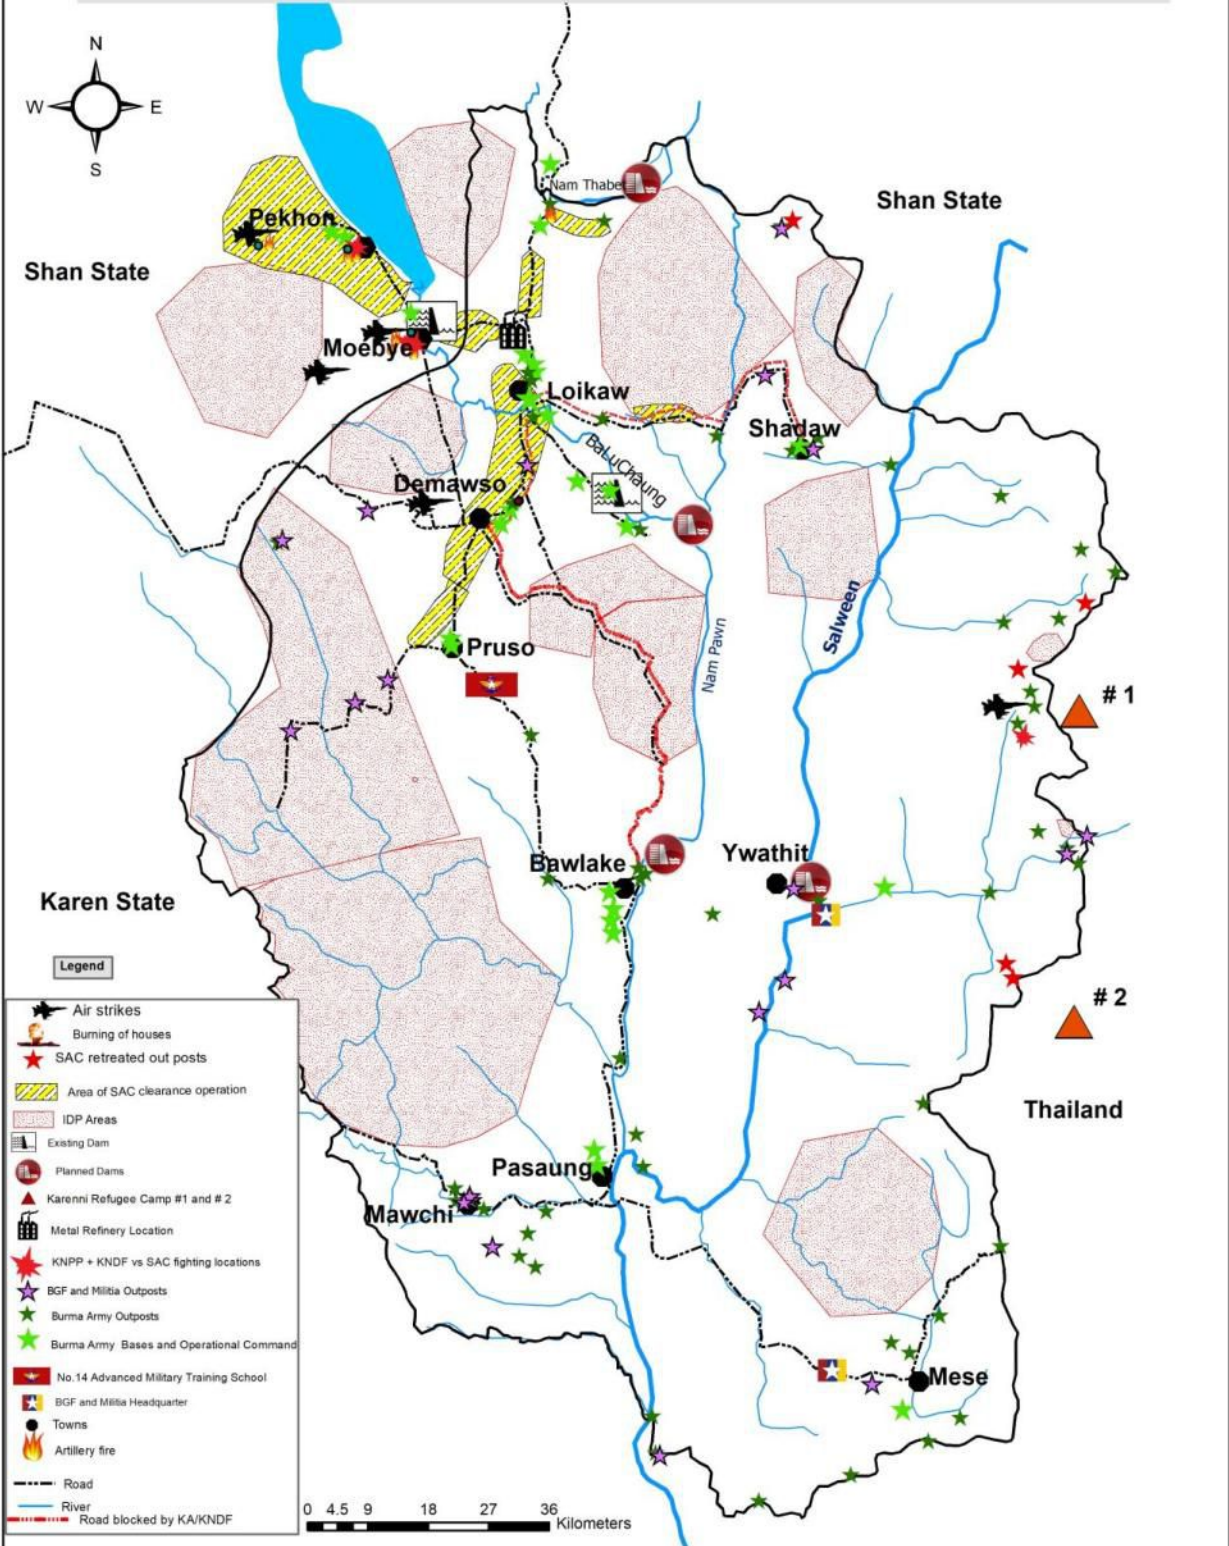 N
W E
S
Nam Thabe
Shan State
Pekhon
Shan State
Moebye
Loikaw
Shadaw
BaLuChaung
Demawso
Salween
Pruso
Nam Pawn
# 1
Bawlake
Ywathit
Karen State
# 2
Thailand
Pasaung
Mawchi
Mese
Legend
Air strikes
Burning of houses
SAC retreated out posts
Area of SAC clearance operation
IDP Areas
Existing Dam
Planned Dams
Karenni Refugee Camp #1 and # 2
Metal Refinery Location
KNPP + KNDF vs SAC fighting locations
BGF and Militia Outposts
Burma Army Outposts
Burma Army Bases and Operational Command
No.14 Advanced Military Training School
BGF and Militia Headquarter
Towns
Artillery fire
Road
River
Road blocked by KA/KNDF
0 4.5 9 18 27 36
Kilometers